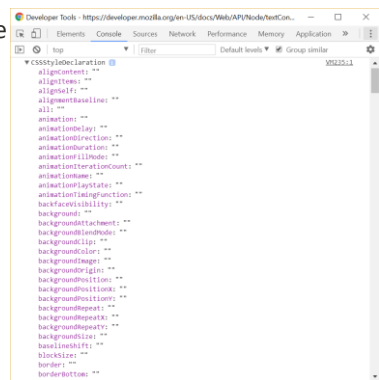 e
Developer Tools - https://developer.mozilla.org/en-US/docs/Web/API/Node/textCon...
Elements Console Sources Network Performance Memory Application »
top Filter Default levels ▼ Group similar
▼ CSSStyleDeclaration VM235:1
alignContent: ""
alignItems: ""
alignSelf: ""
alignmentBaseline: ""
all: ""
animation: ""
animationDelay: ""
animationDirection: ""
animationDuration: ""
animationFillMode: ""
animationIterationCount: ""
animationName: ""
animationPlayState: ""
animationTimingFunction: ""
backfaceVisibility: ""
background: ""
backgroundAttachment: ""
backgroundBlendMode: ""
backgroundClip: ""
backgroundColor: ""
backgroundImage: ""
backgroundOrigin: ""
backgroundPosition: ""
backgroundPositionX: ""
backgroundPositionY: ""
backgroundRepeat: ""
backgroundRepeatX: ""
backgroundRepeatY: ""
backgroundSize: ""
baselineShift: ""
blockSize: ""
border: ""
borderBottom: ""